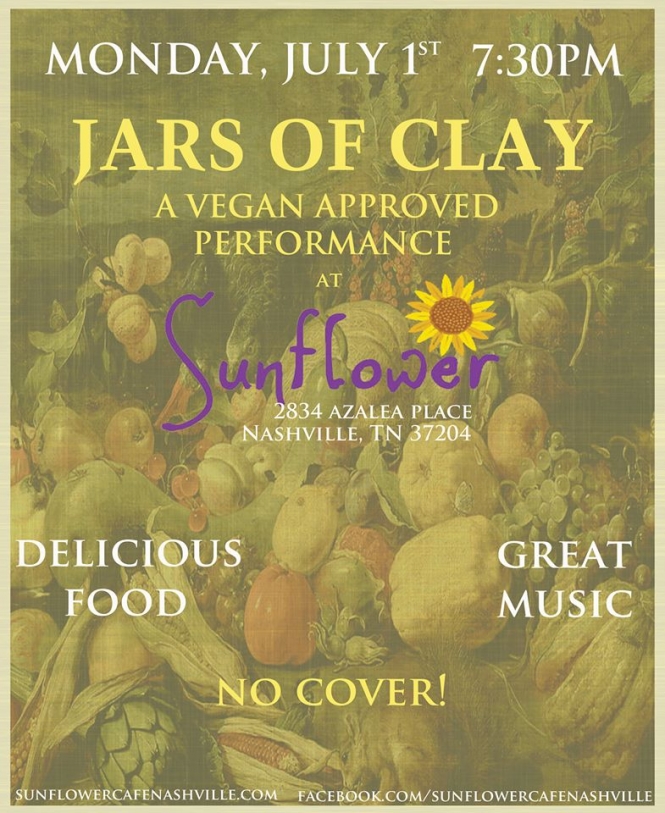 MONDAY, JULY 1ST 7:30PM
JARS OF CLAY
A VEGAN APPROVED
PERFORMANCE
AT
Sunflower
2834 AZALEA PLACE
NASHVILLE, TN 37204
DELICIOUS
FOOD
GREAT
MUSIC
NO COVER!
SUNFLOWERCAFENASHVILLE.COM FACEBOOK.COM/SUNFLOWERCAFENASHVILLE